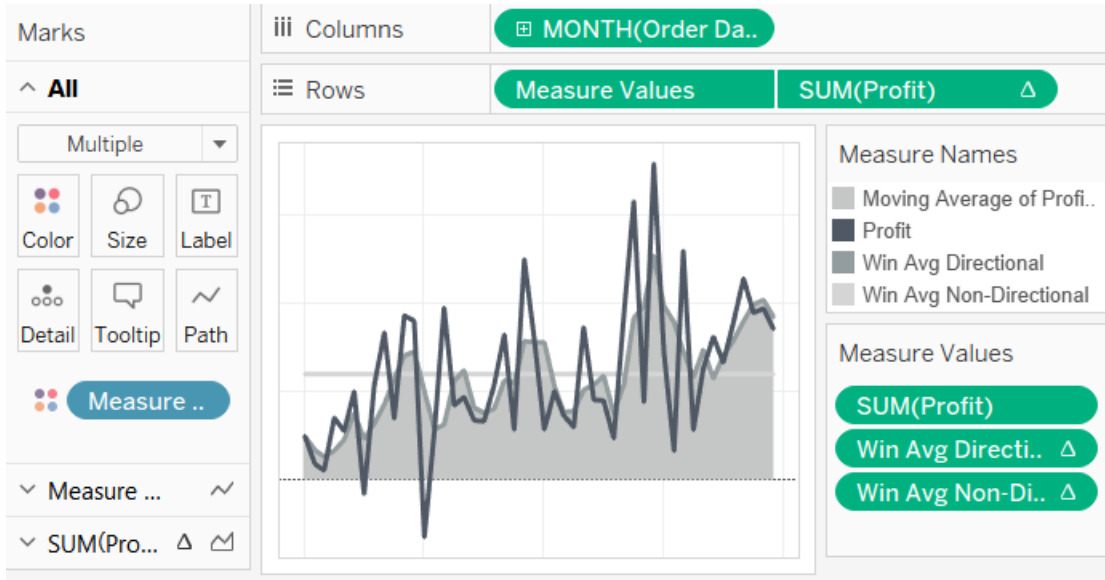 Marks
All
Multiple
Color
Size
Label
Detail
Tooltip
Path
Measure ..
Measure ...
SUM(Pro... Δ
Columns
MONTH(Order Da..
Rows
Measure Values
SUM(Profit) Δ
Measure Names
Moving Average of Profi..
Profit
Win Avg Directional
Win Avg Non-Directional
Measure Values
SUM(Profit)
Win Avg Directi.. Δ
Win Avg Non-Di.. Δ